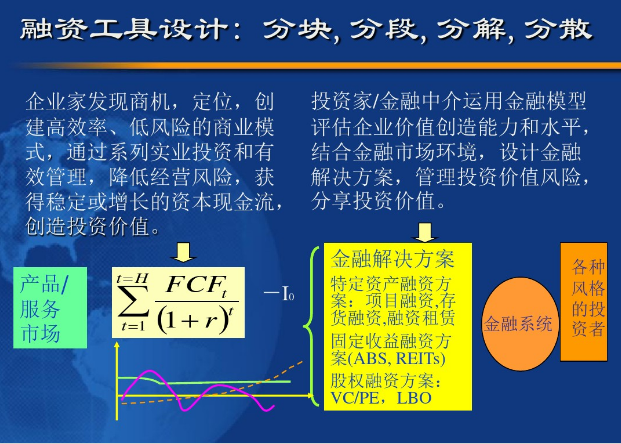 融资工具设计：分块,分段,分解,分散
企业家发现商机，定位，创
建高效率、低风险的商业模
式，通过系列实业投资和有
效管理，降低经营风险，获
得稳定或增长的资本现金流，
创造投资价值。
投资家/金融中介运用金融模型
评估企业价值创造能力和水平，
结合金融市场环境，设计金融
解决方案，管理投资价值风险，
分享投资价值。
产品/
服务
市场
t=H
∑ FCFt / (1+r)^t
t=1
－I₀
金融解决方案
特定资产融资方
案：项目融资,存
货融资,融资租赁
固定收益融资方
案(ABS, REITs)
股权融资方案：
VC/PE，LBO
金融系统
各种
风格
的投
资者